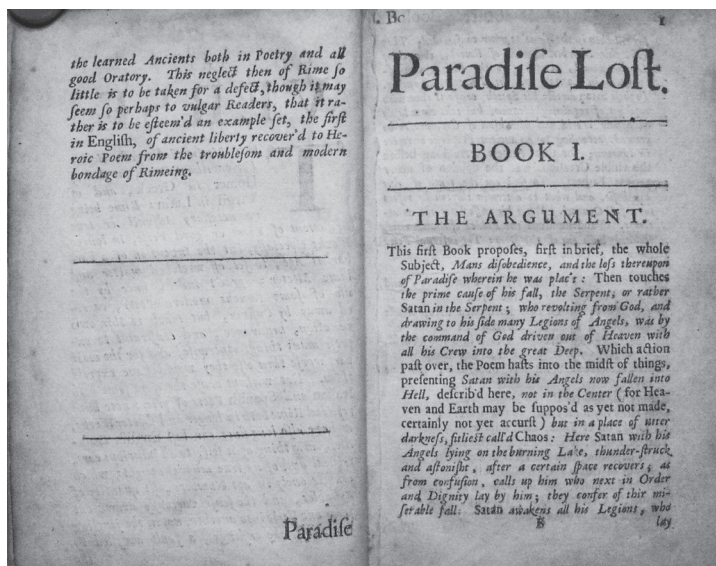 the learned Ancients both in Poetry and all
good Oratory. This neglect then of Rime ſo
little is to be taken for a defect, though it may
ſeem ſo perhaps to vulgar Readers, that it ra-
ther is to be eſteem'd an example ſet, the firſt
in Engliſh, of ancient liberty recover'd to He-
roic Poem from the troubleſom and modern
bondage of Rimeing.
Paradiſe
1
Paradiſe Loſt.
BOOK I.
THE ARGUMENT.
This firſt Book propoſes, firſt in brief, the whole
Subject, Mans diſobedience, and the loſs thereupon
of Paradiſe wherein he was plac't: Then touches
the prime cauſe of his fall, the Serpent, or rather
Satan in the Serpent; who revolting from God, and
drawing to his ſide many Legions of Angels, was by
the command of God driven out of Heaven with
all his Crew into the great Deep. Which action
paſt over, the Poem haſts into the midſt of things,
preſenting Satan with his Angels now fallen into
Hell, deſcrib'd here, not in the Center (for Hea-
ven and Earth may be ſuppos'd as yet not made,
certainly not yet accurſt) but in a place of utter
darkneſs, fitlieſt call'd Chaos: Here Satan with his
Angels lying on the burning Lake, thunder-ſtruck
and aſtoniſht, after a certain ſpace recovers, as
from confuſion, calls up him who next in Order
and Dignity lay by him; they confer of thir mi-
ſerable fall. Satan awakens all his Legions, who
B
lay